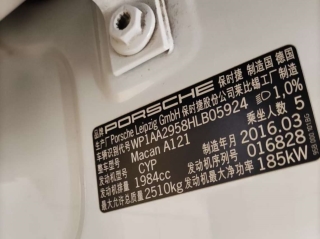 品牌 PORSCHE 保时捷 制造国 德国
生产厂 Porsche Leipzig GmbH 保时捷股份公司莱比锡工厂制造
车辆识别代号 WP1AA2958HLB05924 1,0%
整车型号 Macan A121 乘坐人数 5
发动机型号 CYP 制造年月 2016.03
发动机排量 1984cc 016828
最大允许总质量 2510kg 发动机最大净功率 185kW